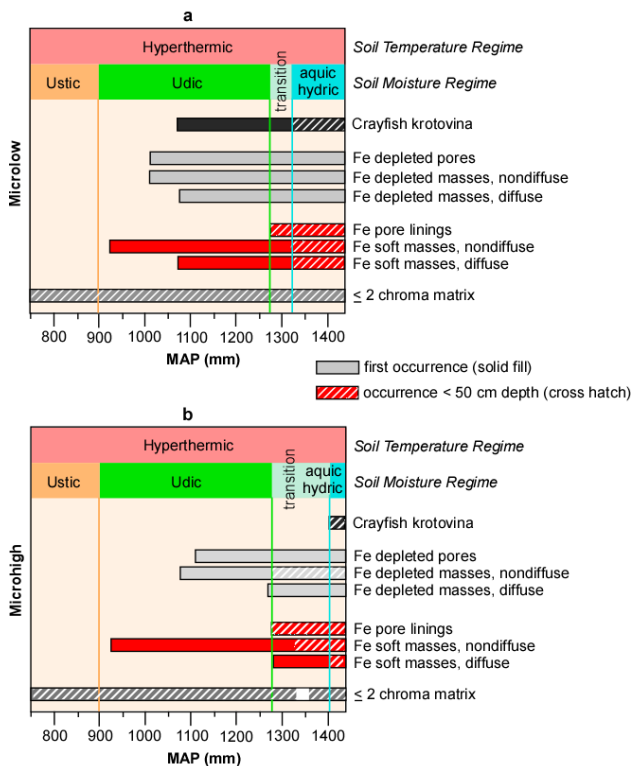 a
Hyperthermic
Soil Temperature Regime
Ustic
Udic
transition
aquic
hydric
Soil Moisture Regime
Microlow
Crayfish krotovina
Fe depleted pores
Fe depleted masses, nondiffuse
Fe depleted masses, diffuse
Fe pore linings
Fe soft masses, nondiffuse
Fe soft masses, diffuse
≤ 2 chroma matrix
800 900 1000 1100 1200 1300 1400
MAP (mm)
first occurrence (solid fill)
occurrence < 50 cm depth (cross hatch)
b
Hyperthermic
Soil Temperature Regime
Ustic
Udic
transition
aquic
hydric
Soil Moisture Regime
Microhigh
Crayfish krotovina
Fe depleted pores
Fe depleted masses, nondiffuse
Fe depleted masses, diffuse
Fe pore linings
Fe soft masses, nondiffuse
Fe soft masses, diffuse
≤ 2 chroma matrix
800 900 1000 1100 1200 1300 1400
MAP (mm)